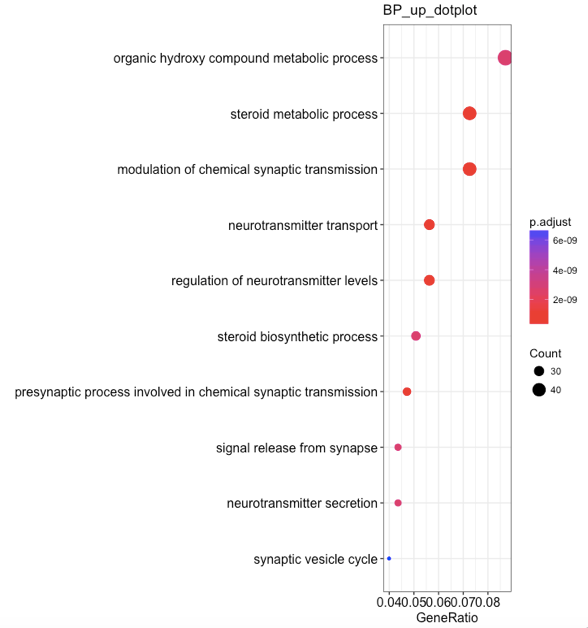 BP_up_dotplot
organic hydroxy compound metabolic process
steroid metabolic process
modulation of chemical synaptic transmission
neurotransmitter transport
regulation of neurotransmitter levels
steroid biosynthetic process
presynaptic process involved in chemical synaptic transmission
signal release from synapse
neurotransmitter secretion
synaptic vesicle cycle
0.040.050.060.070.08
GeneRatio
p.adjust
6e-09
4e-09
2e-09
Count
30
40